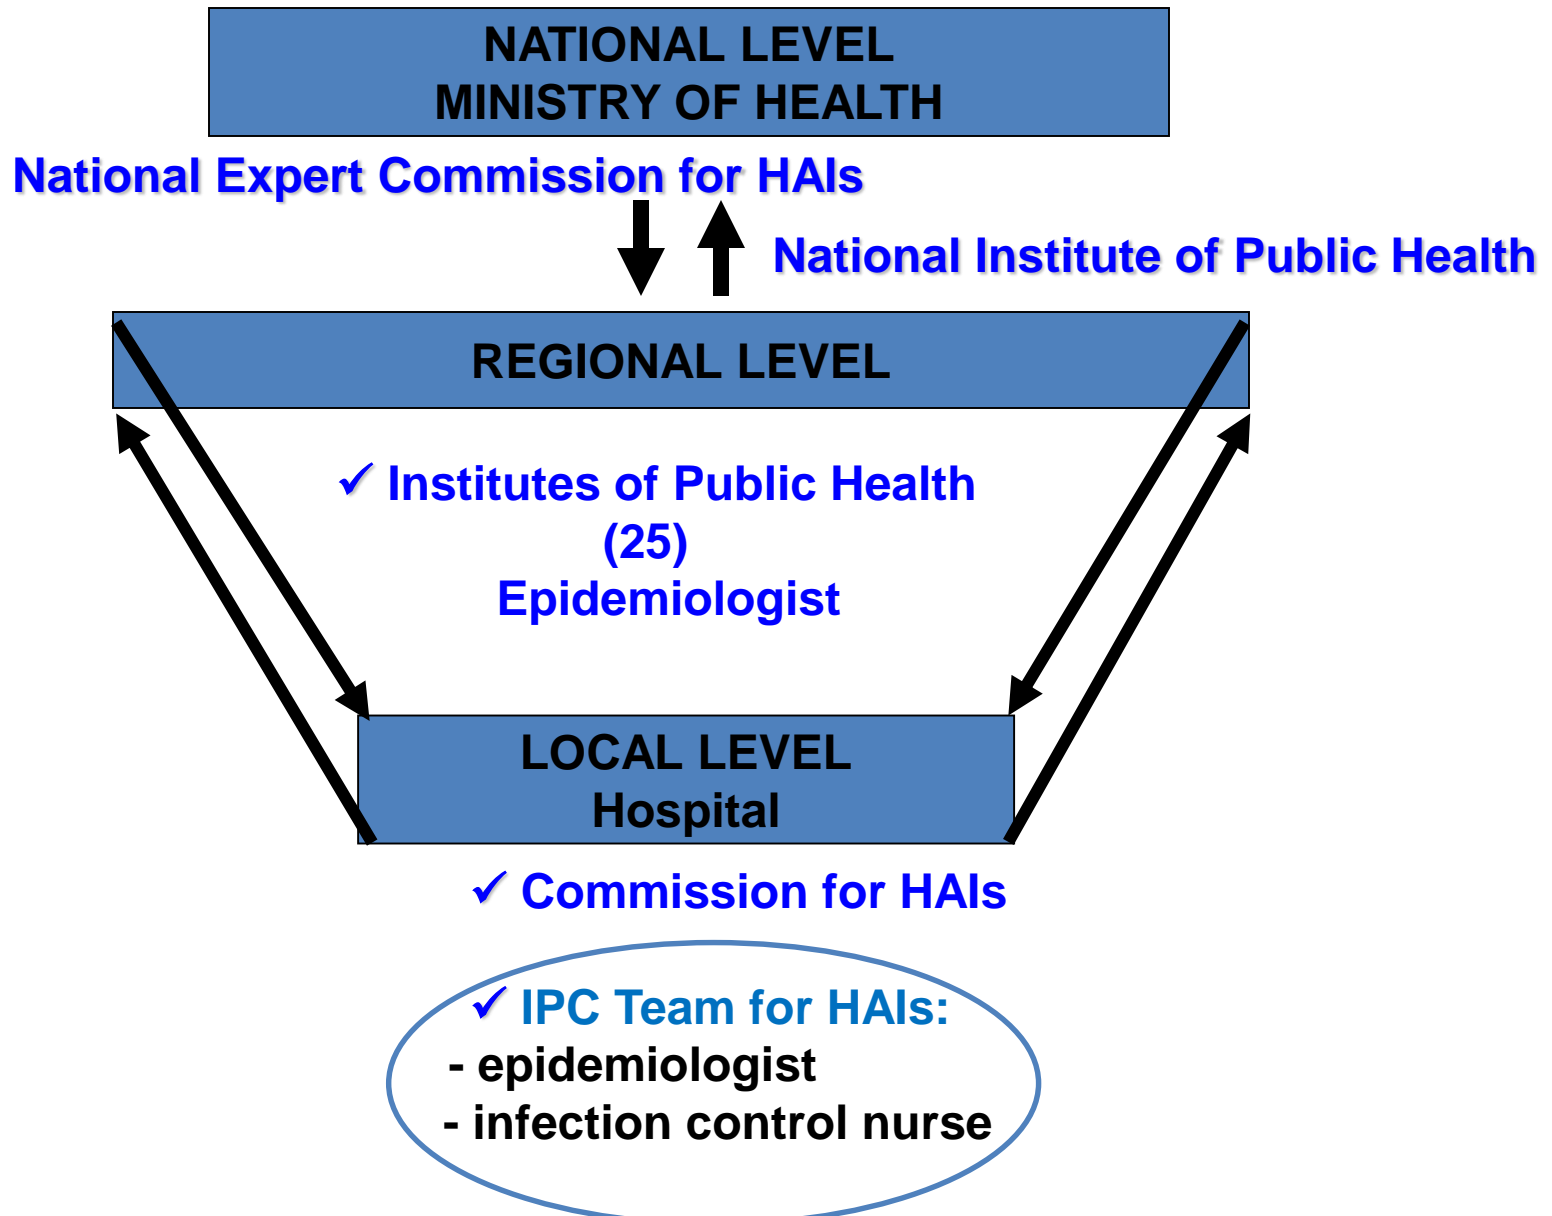 NATIONAL LEVEL
MINISTRY OF HEALTH
National Expert Commission for HAIs
National Institute of Public Health
REGIONAL LEVEL
✓ Institutes of Public Health
(25)
Epidemiologist
LOCAL LEVEL
Hospital
✓ Commission for HAIs
✓ IPC Team for HAIs:
- epidemiologist
- infection control nurse